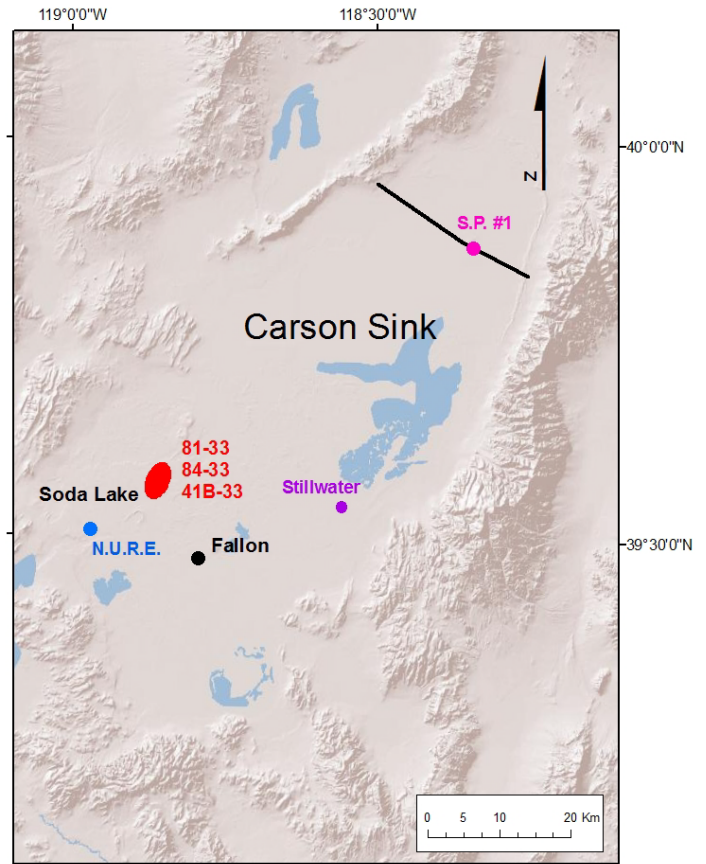 119°0'0"W 118°30'0"W
40°0'0"N
N
S.P. #1
Carson Sink
81-33
84-33
41B-33
Soda Lake
Stillwater
N.U.R.E.
Fallon
39°30'0"N
0 5 10 20 Km